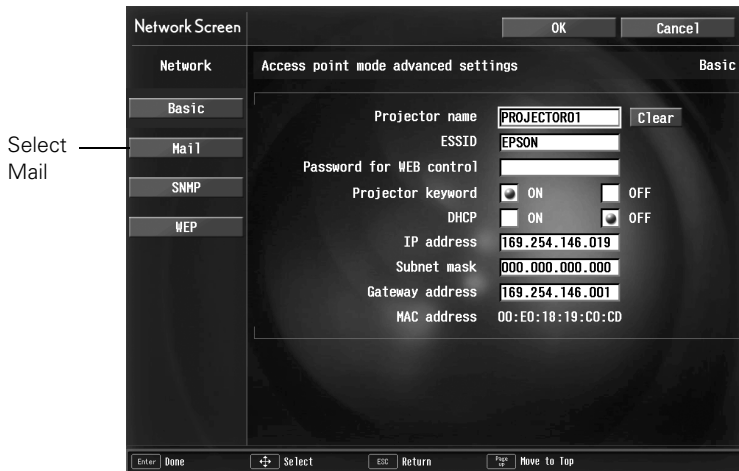 Network Screen
OK
Cancel
Network
Access point mode advanced settings
Basic
Basic
Mail
SNMP
WEP
Select
Mail
Projector name PROJECTOR01 Clear
ESSID EPSON
Password for WEB control
Projector keyword ON OFF
DHCP ON OFF
IP address 169.254.146.019
Subnet mask 000.000.000.000
Gateway address 169.254.146.001
MAC address 00:E0:18:19:C0:CD
Enter Done
Select
ESC Return
Page up Move to Top